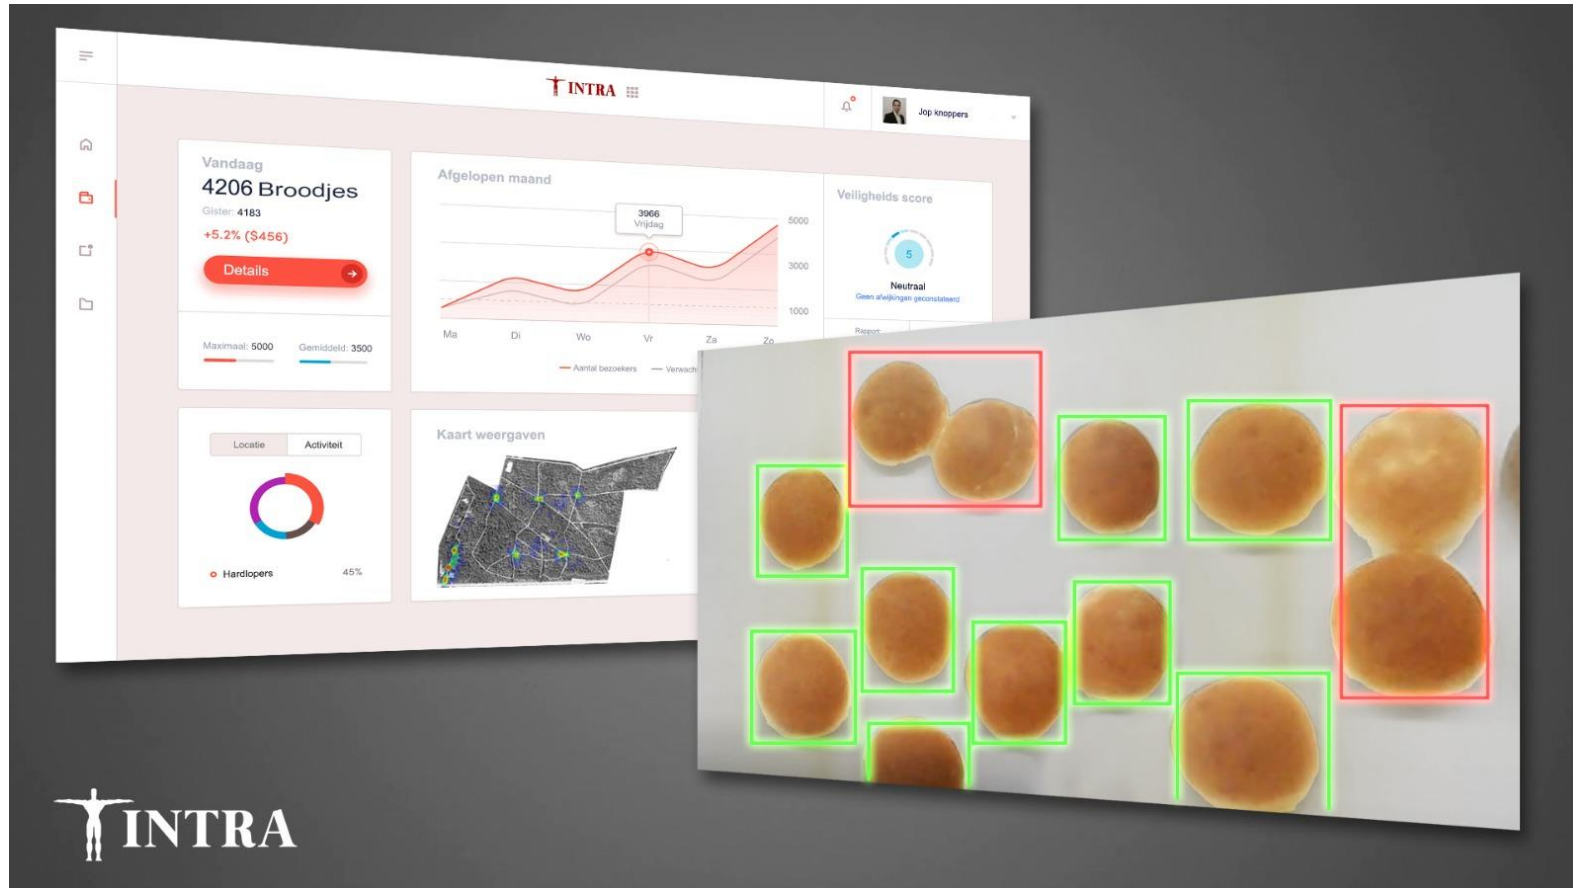 INTRA
Jop knoppers
Vandaag
4206 Broodjes
Gister: 4183
+5.2% ($456)
Details
Maximaal: 5000
Gemiddeld: 3500
Afgelopen maand
3966
Vrijdag
5000
3000
1000
Ma Di Wo Vr Za Zo
Aantal bezoekers
Verwach
Veiligheids score
5
Neutraal
Geen afwijkingen geconstateerd
Rapport:
Locatie
Activiteit
Hardlopers 45%
Kaart weergaven
INTRA